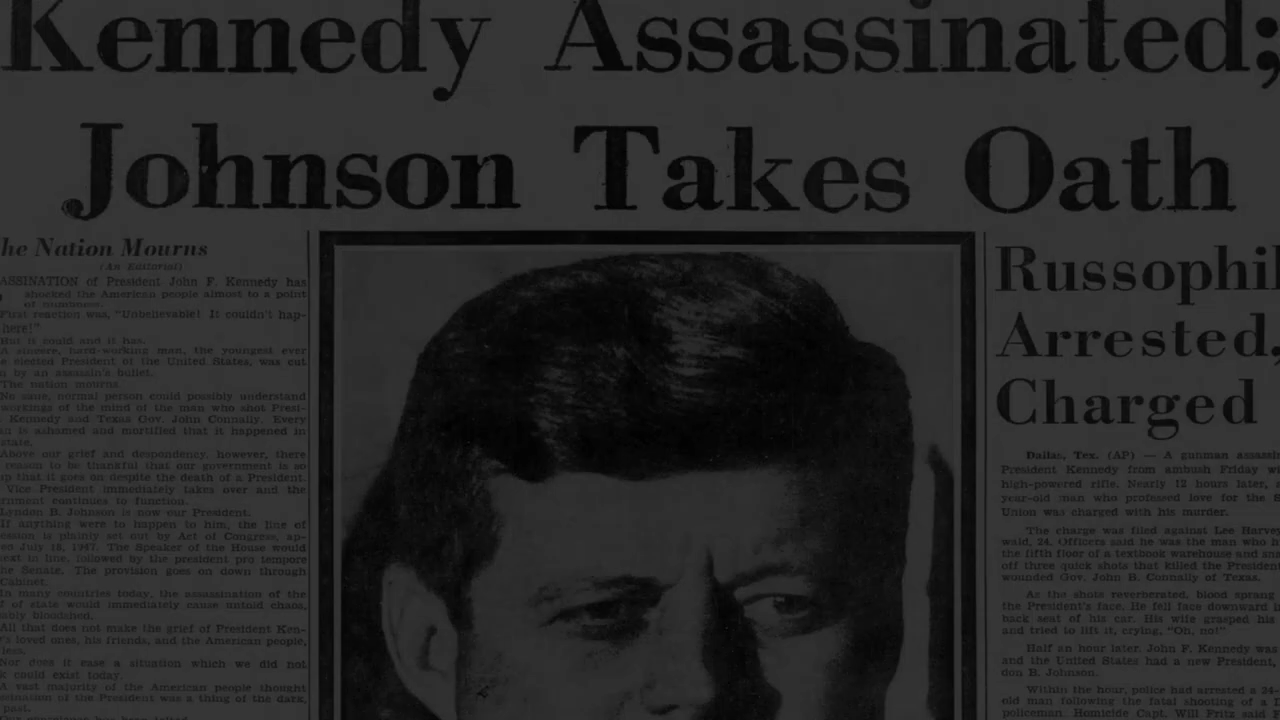 Kennedy Assassinated;
Johnson Takes Oath
he Nation Mourns
(An Editorial)
ASSINATION of President John F. Kennedy has
shocked the American people almost to a point
of numbness.
First reaction was, "Unbelievable! It couldn't hap-
here!"
But it could and it has.
A sincere, hard-working man, the youngest ever
elected President of the United States, was cut
by an assassin's bullet.
The nation mourns.
No sane, normal person could possibly understand
workings of the mind of the man who shot Presi-
Kennedy and Texas Gov. John Connally. Every
is ashamed and mortified that it happened in
state.
Above our grief and despondency, however, there
reason to be thankful that our government is so
up that it goes on despite the death of a President.
Vice President immediately takes over and the
ernment continues to function.
Lyndon B. Johnson is now our President.
If anything were to happen to him, the line of
ession is plainly set out by Act of Congress, ap-
July 18, 1947. The Speaker of the House would
next in line, followed by the president pro tempore
he Senate. The provision goes on down through
Cabinet.
In many countries today, the assassination of the
of state would immediately cause untold chaos,
ably bloodshed.
All that does not make the grief of President Ken-
's loved ones, his friends, and the American people,
less.
Nor does it ease a situation which we did not
k could exist today.
A vast majority of the American people thought
ssination of the President was a thing of the dark,
past.
Russophil
Arrested,
Charged
Dallas, Tex. (AP) — A gunman assassin
President Kennedy from ambush Friday wi
high-powered rifle. Nearly 12 hours later, a
year-old man who professed love for the S
Union was charged with his murder.
The charge was filed against Lee Harvey
wald, 24. Officers said he was the man who h
the fifth floor of a textbook warehouse and sna
off three quick shots that killed the President
wounded Gov. John B. Connally of Texas.
As the shots reverberated, blood sprang
the President's face. He fell face downward i
back seat of his car. His wife grasped his
and tried to lift it, crying, "Oh, no!"
Half an hour later, John F. Kennedy was
and the United States had a new President,
don B. Johnson.
Within the hour, police had arrested a 24-
old man following the fatal shooting of a D
policeman. Homicide Capt. Will Fritz said